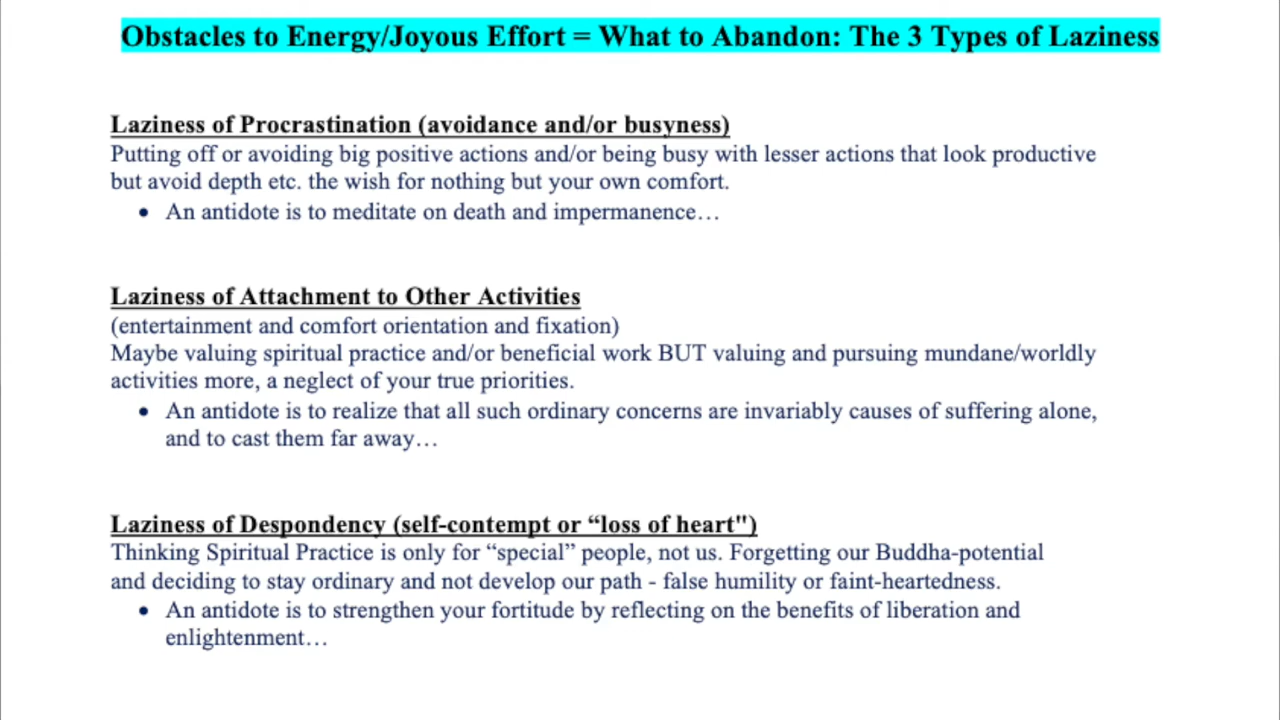 Obstacles to Energy/Joyous Effort = What to Abandon: The 3 Types of Laziness
Laziness of Procrastination (avoidance and/or busyness)
Putting off or avoiding big positive actions and/or being busy with lesser actions that look productive
but avoid depth etc. the wish for nothing but your own comfort.
• An antidote is to meditate on death and impermanence…
Laziness of Attachment to Other Activities
(entertainment and comfort orientation and fixation)
Maybe valuing spiritual practice and/or beneficial work BUT valuing and pursuing mundane/worldly
activities more, a neglect of your true priorities.
• An antidote is to realize that all such ordinary concerns are invariably causes of suffering alone,
and to cast them far away…
Laziness of Despondency (self-contempt or “loss of heart")
Thinking Spiritual Practice is only for “special” people, not us. Forgetting our Buddha-potential
and deciding to stay ordinary and not develop our path - false humility or faint-heartedness.
• An antidote is to strengthen your fortitude by reflecting on the benefits of liberation and
enlightenment…